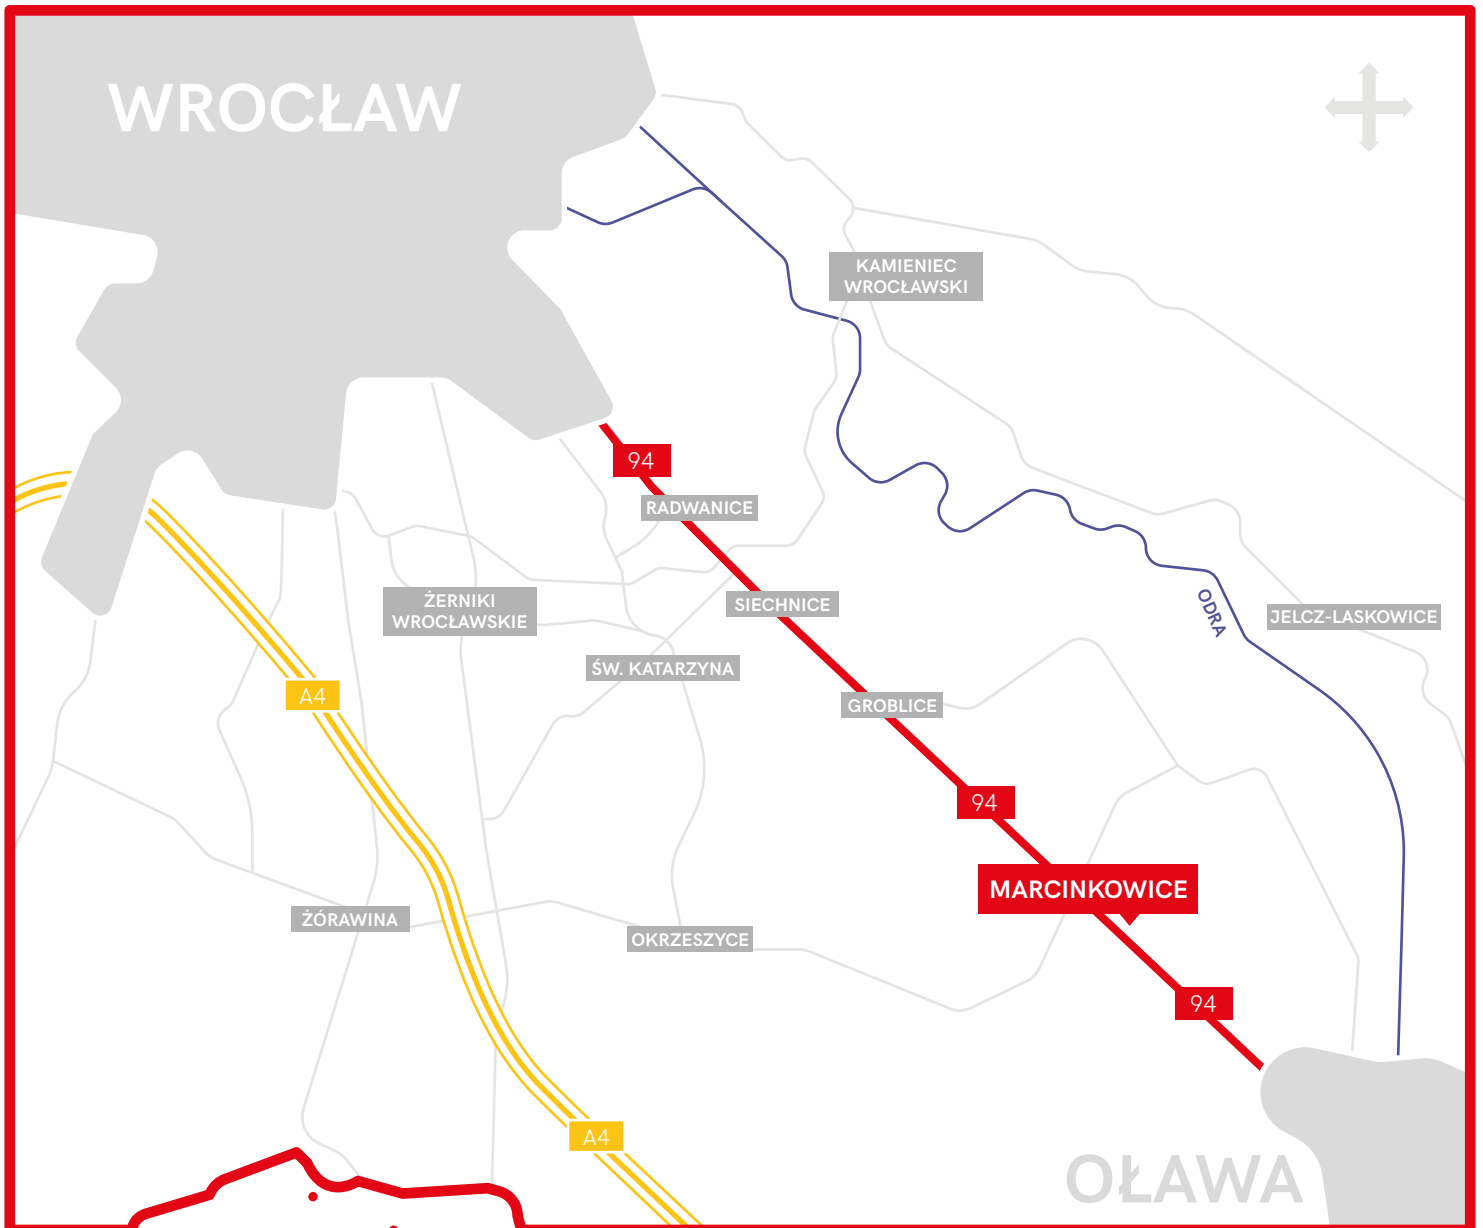 WROCŁAW
KAMIENIEC
WROCŁAWSKI
94
RADWANICE
ŻERNIKI
WROCŁAWSKIE
SIECHNICE
ODRA
JELCZ-LASKOWICE
ŚW. KATARZYNA
A4
GROBLICE
94
MARCINKOWICE
ŻÓRAWINA
OKRZESZYCE
94
A4
OŁAWA